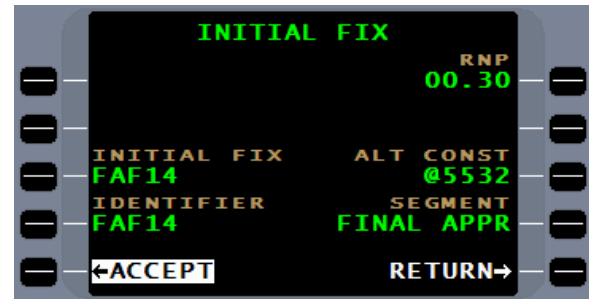 INITIAL FIX
RNP
00.30
INITIAL FIX ALT CONST
FAF14 @5532
IDENTIFIER SEGMENT
FAF14 FINAL APPR
←ACCEPT RETURN→